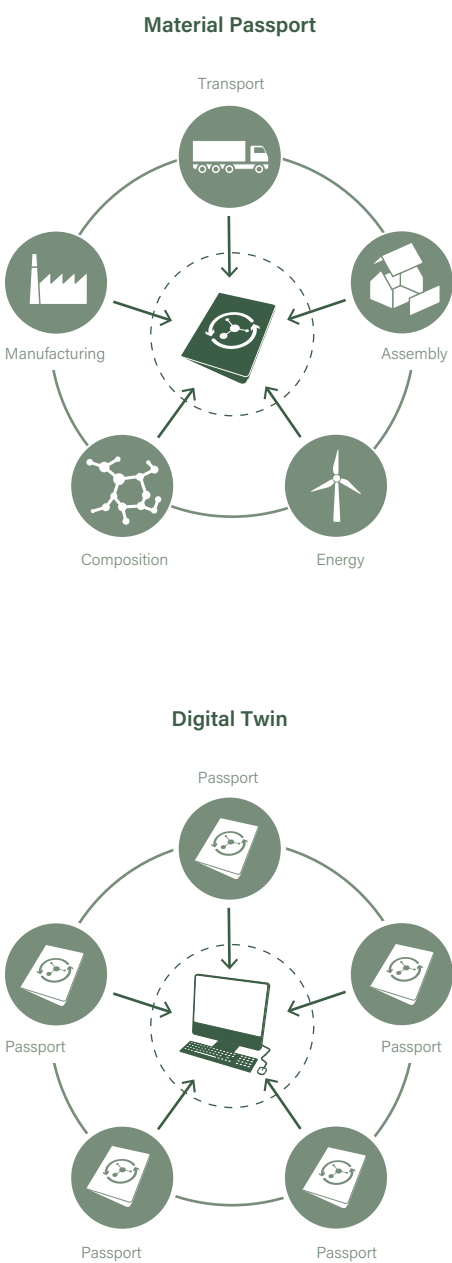 Material Passport
Transport
Manufacturing
Assembly
Composition
Energy
Digital Twin
Passport
Passport
Passport
Passport
Passport